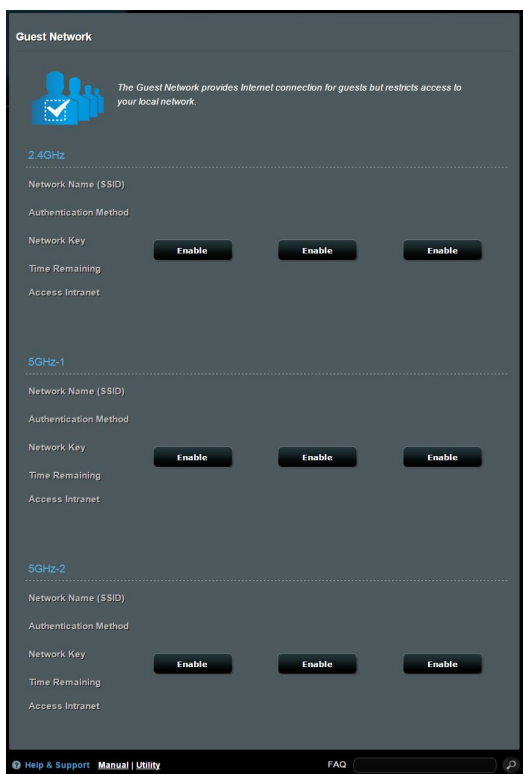 Guest Network
The Guest Network provides Internet connection for guests but restricts access to
your local network.
2.4GHz
Network Name (SSID)
Authentication Method
Network Key
Enable Enable Enable
Time Remaining
Access Intranet
5GHz-1
Network Name (SSID)
Authentication Method
Network Key
Enable Enable Enable
Time Remaining
Access Intranet
5GHz-2
Network Name (SSID)
Authentication Method
Network Key
Enable Enable Enable
Time Remaining
Access Intranet
? Help & Support Manual | Utility FAQ